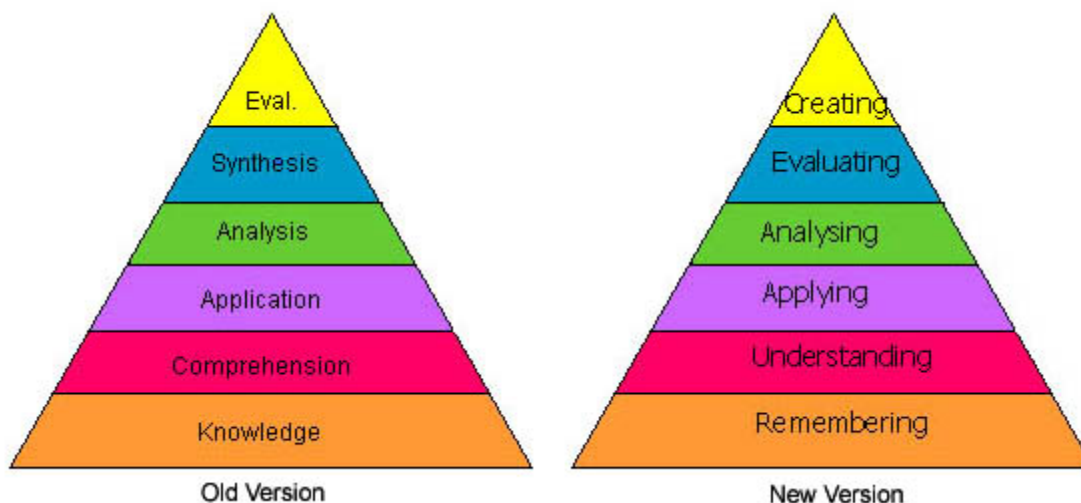 Eval.
Synthesis
Analysis
Application
Comprehension
Knowledge
Old Version
Creating
Evaluating
Analysing
Applying
Understanding
Remembering
New Version